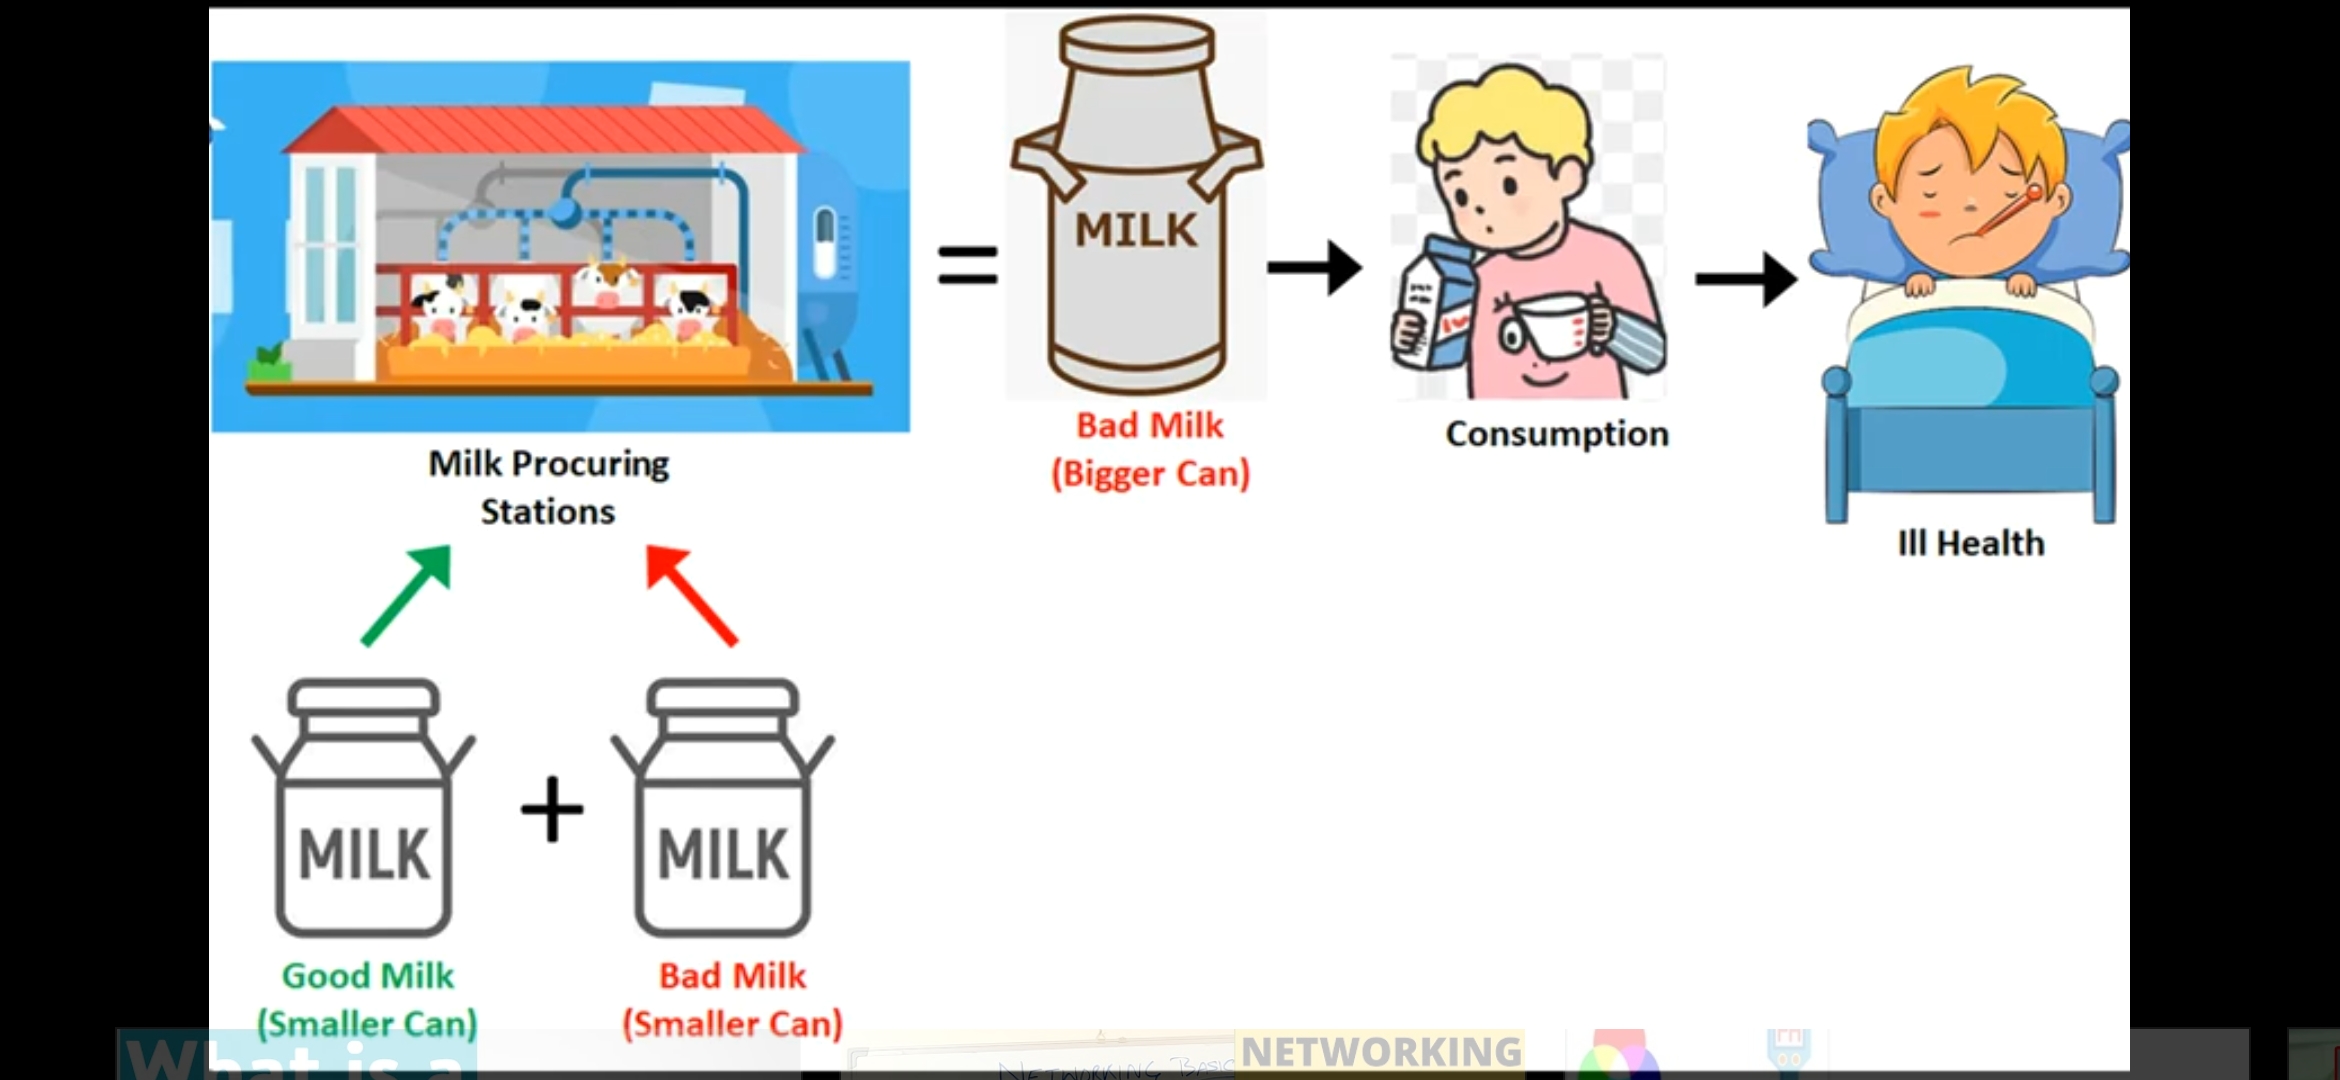 MILK
Bad Milk
(Bigger Can)
Consumption
Ill Health
Milk Procuring
Stations
MILK
+
MILK
Good Milk
(Smaller Can)
Bad Milk
(Smaller Can)
What is a
NETWORKING BASIC
NETWORKING